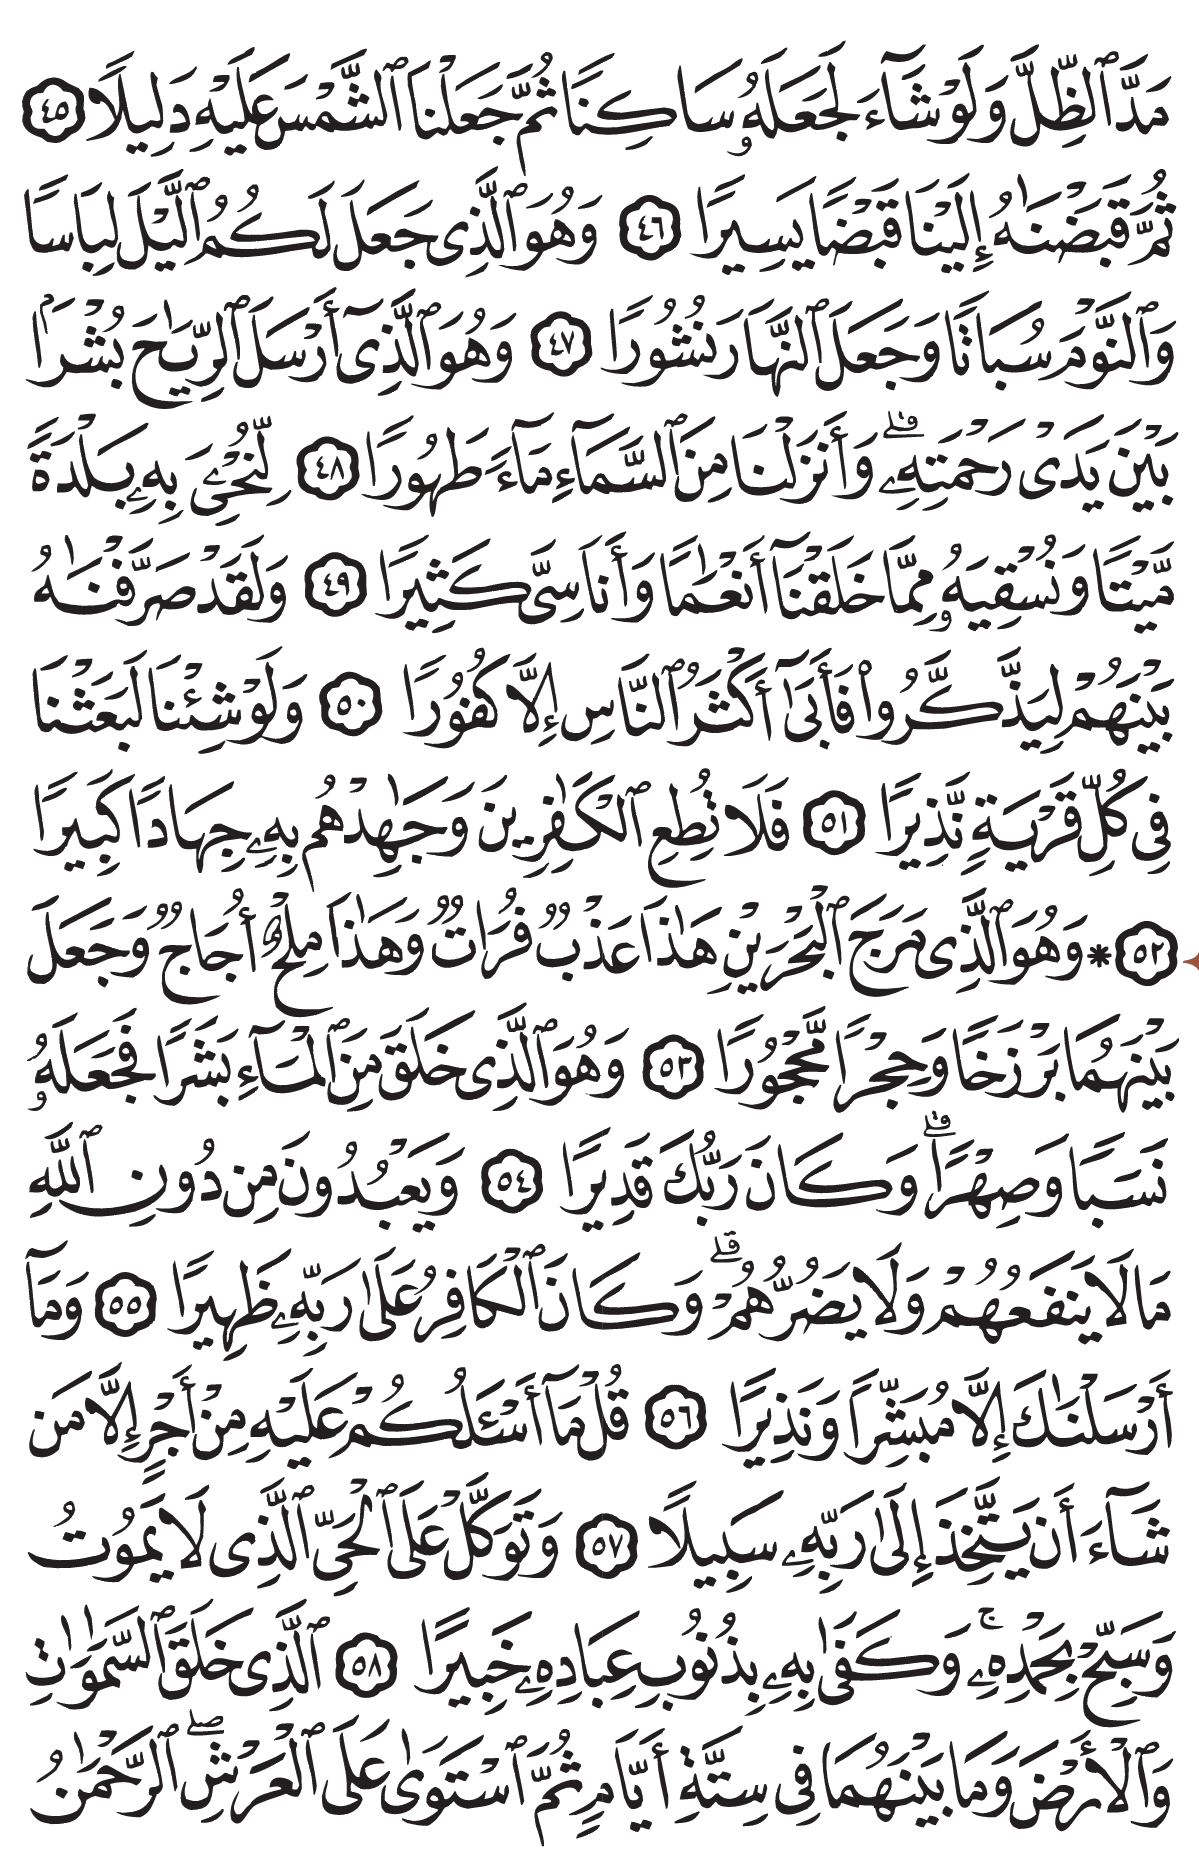 مَدَّ ٱلظِّلَّ وَلَوْ شَآءَ لَجَعَلَهُۥ سَاكِنًا ثُمَّ جَعَلْنَا ٱلشَّمْسَ عَلَيْهِ دَلِيلًا ٤٥
ثُمَّ قَبَضْنَٰهُ إِلَيْنَا قَبْضًا يَسِيرًا ٤٦ وَهُوَ ٱلَّذِى جَعَلَ لَكُمُ ٱلَّيْلَ لِبَاسًا
وَٱلنَّوْمَ سُبَاتًا وَجَعَلَ ٱلنَّهَارَ نُشُورًا ٤٧ وَهُوَ ٱلَّذِىٓ أَرْسَلَ ٱلرِّيَٰحَ بُشْرَۢا
بَيْنَ يَدَىْ رَحْمَتِهِۦۚ وَأَنزَلْنَا مِنَ ٱلسَّمَآءِ مَآءً طَهُورًا ٤٨ لِّنُحْـِۧىَ بِهِۦ بَلْدَةً
مَّيْتًا وَنُسْقِيَهُۥ مِمَّا خَلَقْنَآ أَنْعَٰمًا وَأَنَاسِىَّ كَثِيرًا ٤٩ وَلَقَدْ صَرَّفْنَٰهُ
بَيْنَهُمْ لِيَذَّكَّرُوا۟ فَأَبَىٰٓ أَكْثَرُ ٱلنَّاسِ إِلَّا كُفُورًا ٥٠ وَلَوْ شِئْنَا لَبَعَثْنَا
فِى كُلِّ قَرْيَةٍ نَّذِيرًا ٥١ فَلَا تُطِعِ ٱلْكَٰفِرِينَ وَجَٰهِدْهُم بِهِۦ جِهَادًا كَبِيرًا
٥٢ * وَهُوَ ٱلَّذِى مَرَجَ ٱلْبَحْرَيْنِ هَٰذَا عَذْبٌ فُرَاتٌ وَهَٰذَا مِلْحٌ أُجَاجٌ وَجَعَلَ
بَيْنَهُمَا بَرْزَخًا وَحِجْرًا مَّحْجُورًا ٥٣ وَهُوَ ٱلَّذِى خَلَقَ مِنَ ٱلْمَآءِ بَشَرًا فَجَعَلَهُۥ
نَسَبًا وَصِهْرًاۗ وَكَانَ رَبُّكَ قَدِيرًا ٥٤ وَيَعْبُدُونَ مِن دُونِ ٱللَّهِ
مَا لَا يَنفَعُهُمْ وَلَا يَضُرُّهُمْۗ وَكَانَ ٱلْكَافِرُ عَلَىٰ رَبِّهِۦ ظَهِيرًا ٥٥ وَمَآ
أَرْسَلْنَٰكَ إِلَّا مُبَشِّرًا وَنَذِيرًا ٥٦ قُلْ مَآ أَسْـَٔلُكُمْ عَلَيْهِ مِنْ أَجْرٍ إِلَّا مَن
شَآءَ أَن يَتَّخِذَ إِلَىٰ رَبِّهِۦ سَبِيلًا ٥٧ وَتَوَكَّلْ عَلَى ٱلْحَىِّ ٱلَّذِى لَا يَمُوتُ
وَسَبِّحْ بِحَمْدِهِۦۚ وَكَفَىٰ بِهِۦ بِذُنُوبِ عِبَادِهِۦ خَبِيرًا ٥٨ ٱلَّذِى خَلَقَ ٱلسَّمَٰوَٰتِ
وَٱلْأَرْضَ وَمَا بَيْنَهُمَا فِى سِتَّةِ أَيَّامٍ ثُمَّ ٱسْتَوَىٰ عَلَى ٱلْعَرْشِۖ ٱلرَّحْمَٰنُ